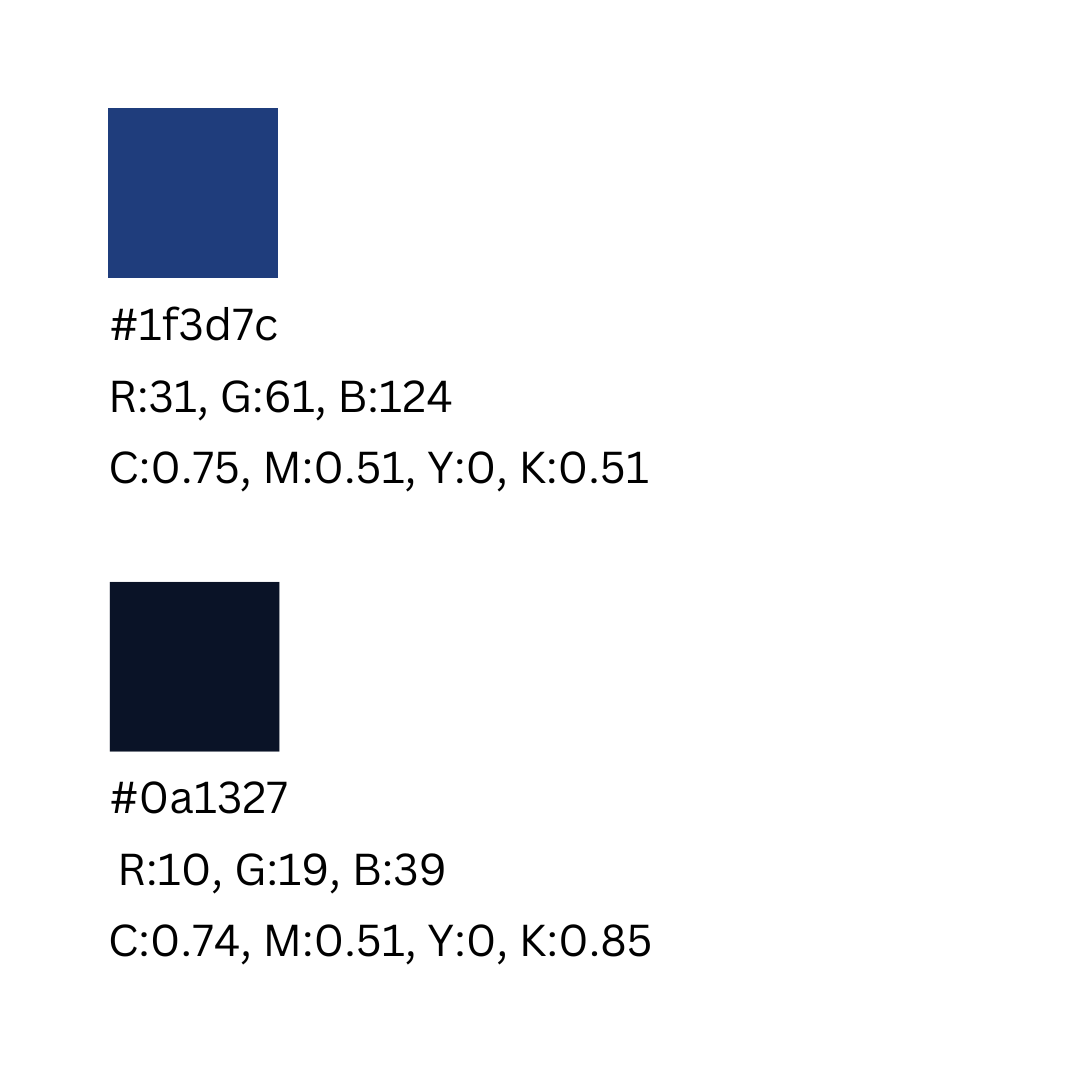 #1f3d7c
R:31, G:61, B:124
C:0.75, M:0.51, Y:0, K:0.51
#0a1327
R:10, G:19, B:39
C:0.74, M:0.51, Y:0, K:0.85